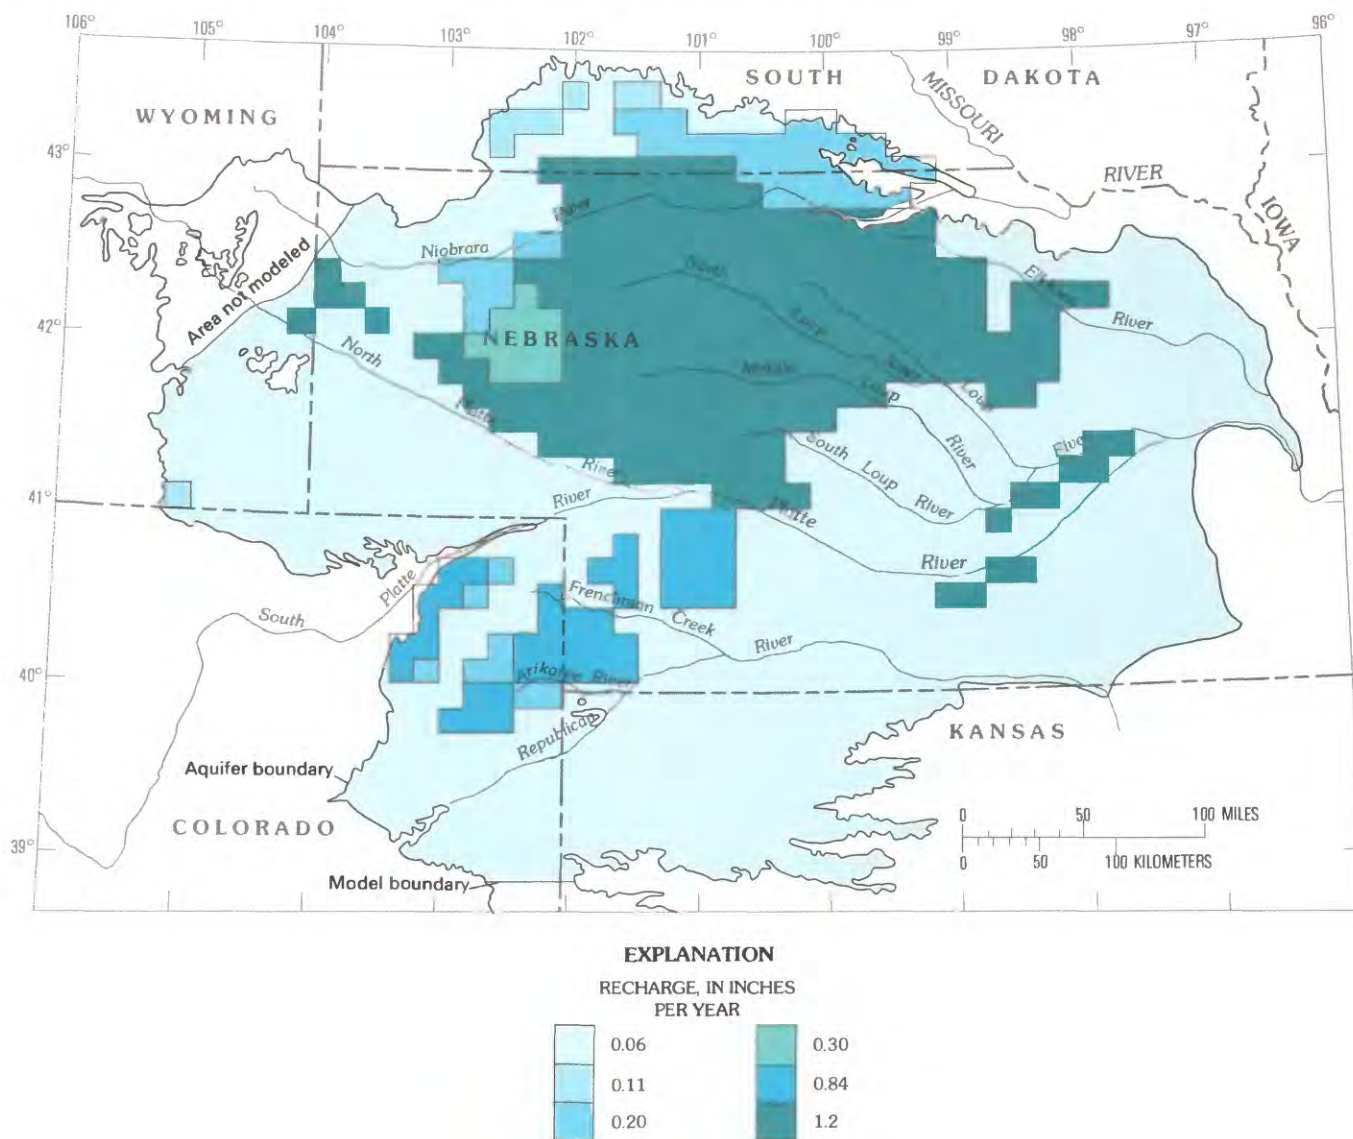 106°
105°
104°
103°
102°
101°
100°
99°
98°
97°
96°
SOUTH DAKOTA
WYOMING
MISSOURI
RIVER
IOWA
43°
Niobrara River
Area not modeled
Elkhorn
River
North
Loup
River
42°
NEBRASKA
North
Platte
River
Middle
Loup
River
Loup
River
South
Loup
River
41°
River
Platte
River
Platte
South
Frenchman
Creek
River
40°
Arikaree River
Republican
KANSAS
Aquifer boundary
COLORADO
0 50 100 MILES
0 50 100 KILOMETERS
39°
Model boundary
EXPLANATION
RECHARGE, IN INCHES
PER YEAR
0.06
0.11
0.20
0.30
0.84
1.2